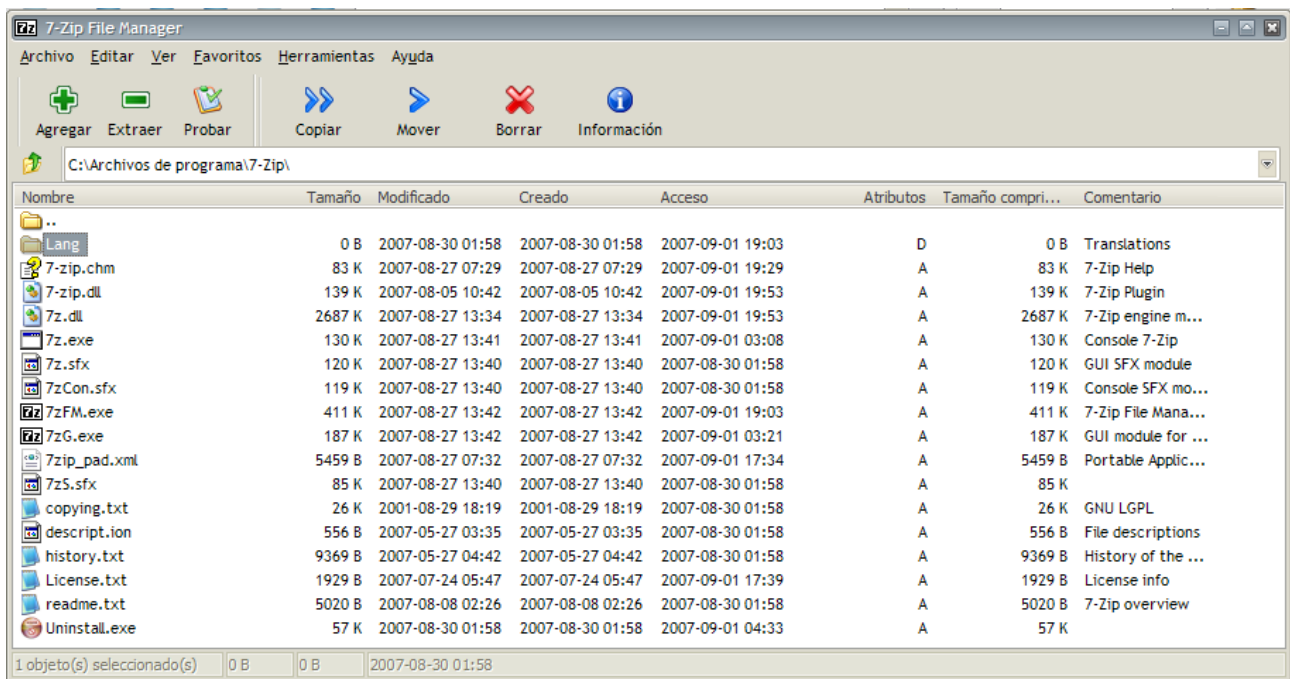 7z 7-Zip File Manager
Archivo Editar Ver Favoritos Herramientas Ayuda
Agregar Extraer Probar Copiar Mover Borrar Información
C:\Archivos de programa\7-Zip\
Nombre Tamaño Modificado Creado Acceso Atributos Tamaño compri... Comentario
..
Lang 0 B 2007-08-30 01:58 2007-08-30 01:58 2007-09-01 19:03 D 0 B Translations
7-zip.chm 83 K 2007-08-27 07:29 2007-08-27 07:29 2007-09-01 19:29 A 83 K 7-Zip Help
7-zip.dll 139 K 2007-08-05 10:42 2007-08-05 10:42 2007-09-01 19:53 A 139 K 7-Zip Plugin
7z.dll 2687 K 2007-08-27 13:34 2007-08-27 13:34 2007-09-01 19:53 A 2687 K 7-Zip engine m...
7z.exe 130 K 2007-08-27 13:41 2007-08-27 13:41 2007-09-01 03:08 A 130 K Console 7-Zip
7z.sfx 120 K 2007-08-27 13:40 2007-08-27 13:40 2007-08-30 01:58 A 120 K GUI SFX module
7zCon.sfx 119 K 2007-08-27 13:40 2007-08-27 13:40 2007-08-30 01:58 A 119 K Console SFX mo...
7z 7zFM.exe 411 K 2007-08-27 13:42 2007-08-27 13:42 2007-09-01 19:03 A 411 K 7-Zip File Mana...
7z 7zG.exe 187 K 2007-08-27 13:42 2007-08-27 13:42 2007-09-01 03:21 A 187 K GUI module for ...
7zip_pad.xml 5459 B 2007-08-27 07:32 2007-08-27 07:32 2007-09-01 17:34 A 5459 B Portable Applic...
7zS.sfx 85 K 2007-08-27 13:40 2007-08-27 13:40 2007-08-30 01:58 A 85 K
copying.txt 26 K 2001-08-29 18:19 2001-08-29 18:19 2007-08-30 01:58 A 26 K GNU LGPL
descript.ion 556 B 2007-05-27 03:35 2007-05-27 03:35 2007-08-30 01:58 A 556 B File descriptions
history.txt 9369 B 2007-05-27 04:42 2007-05-27 04:42 2007-08-30 01:58 A 9369 B History of the ...
License.txt 1929 B 2007-07-24 05:47 2007-07-24 05:47 2007-09-01 17:39 A 1929 B License info
readme.txt 5020 B 2007-08-08 02:26 2007-08-08 02:26 2007-08-30 01:58 A 5020 B 7-Zip overview
Uninstall.exe 57 K 2007-08-30 01:58 2007-08-30 01:58 2007-09-01 04:33 A 57 K
1 objeto(s) seleccionado(s) 0 B 0 B 2007-08-30 01:58